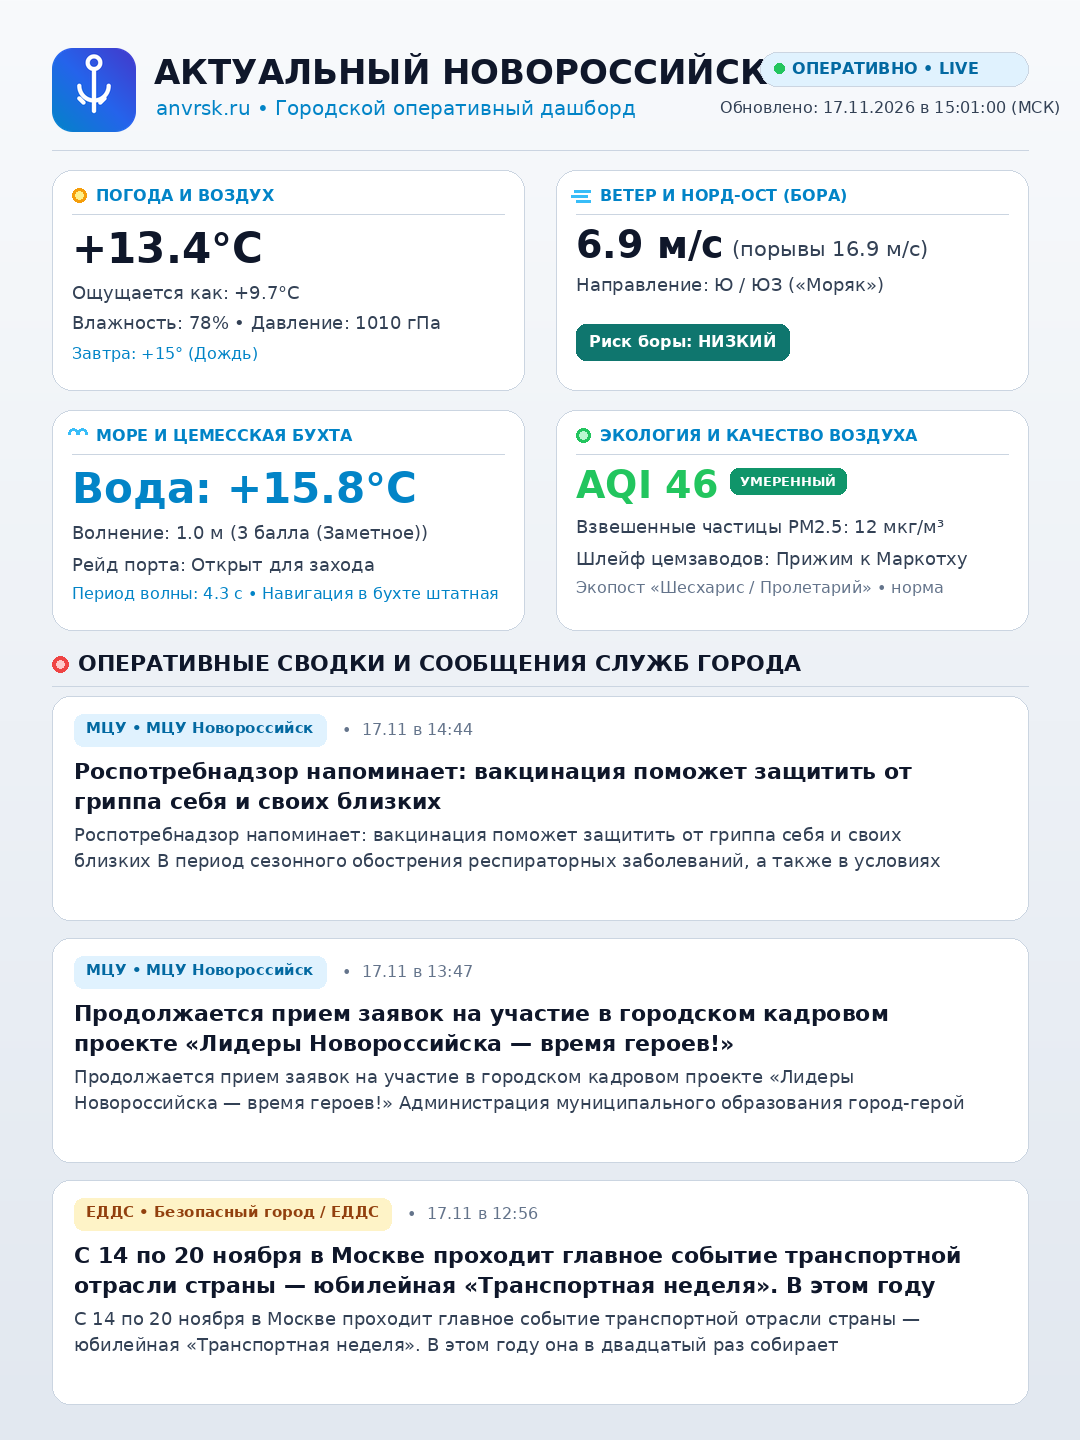 АКТУАЛЬНЫЙ НОВОРОССИЙСК
ОПЕРАТИВНО • LIVE
anvrsk.ru • Городской оперативный дашборд
Обновлено: 17.11.2026 в 15:01:00 (МСК)
ПОГОДА И ВОЗДУХ
+13.4°C
Ощущается как: +9.7°C
Влажность: 78% • Давление: 1010 гПа
Завтра: +15° (Дождь)
ВЕТЕР И НОРД-ОСТ (БОРА)
6.9 м/с (порывы 16.9 м/с)
Направление: Ю / ЮЗ («Моряк»)
Риск боры: НИЗКИЙ
МОРЕ И ЦЕМЕССКАЯ БУХТА
Вода: +15.8°C
Волнение: 1.0 м (3 балла (Заметное))
Рейд порта: Открыт для захода
Период волны: 4.3 с • Навигация в бухте штатная
ЭКОЛОГИЯ И КАЧЕСТВО ВОЗДУХА
AQI 46 УМЕРЕННЫЙ
Взвешенные частицы PM2.5: 12 мкг/м³
Шлейф цемзаводов: Прижим к Маркотху
Экопост «Шесхарис / Пролетарий» • норма
ОПЕРАТИВНЫЕ СВОДКИ И СООБЩЕНИЯ СЛУЖБ ГОРОДА
МЦУ • МЦУ Новороссийск • 17.11 в 14:44
Роспотребнадзор напоминает: вакцинация поможет защитить от
гриппа себя и своих близких
Роспотребнадзор напоминает: вакцинация поможет защитить от гриппа себя и своих
близких В период сезонного обострения респираторных заболеваний, а также в условиях
МЦУ • МЦУ Новороссийск • 17.11 в 13:47
Продолжается прием заявок на участие в городском кадровом
проекте «Лидеры Новороссийска — время героев!»
Продолжается прием заявок на участие в городском кадровом проекте «Лидеры
Новороссийска — время героев!» Администрация муниципального образования город-герой
ЕДДС • Безопасный город / ЕДДС • 17.11 в 12:56
С 14 по 20 ноября в Москве проходит главное событие транспортной
отрасли страны — юбилейная «Транспортная неделя». В этом году
С 14 по 20 ноября в Москве проходит главное событие транспортной отрасли страны —
юбилейная «Транспортная неделя». В этом году она в двадцатый раз собирает